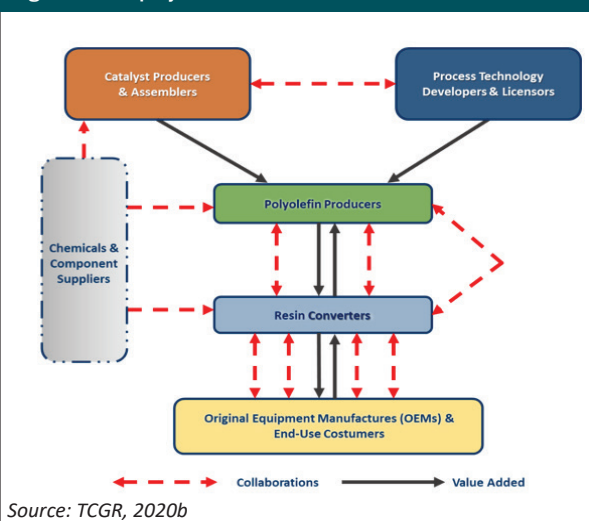 Catalyst Producers
& Assemblers
Process Technology
Developers & Licensors
Polyolefin Producers
Chemicals &
Component
Suppliers
Resin Converters
Original Equipment Manufactures (OEMs) &
End-Use Costumers
Collaborations
Value Added
Source: TCGR, 2020b